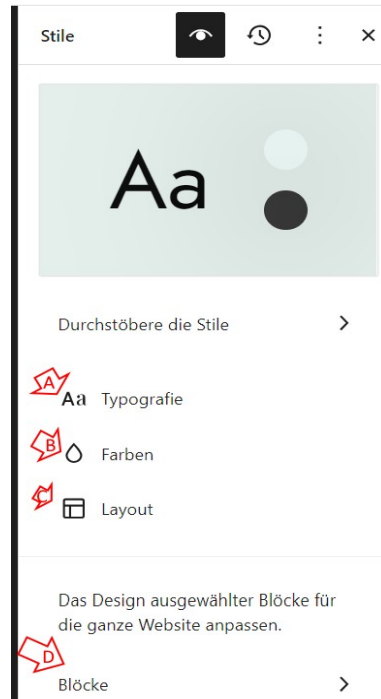 Stile
Aa
Durchstöbere die Stile
A
Aa Typografie
B
Farben
C
Layout
Das Design ausgewählter Blöcke für
die ganze Website anpassen.
D
Blöcke